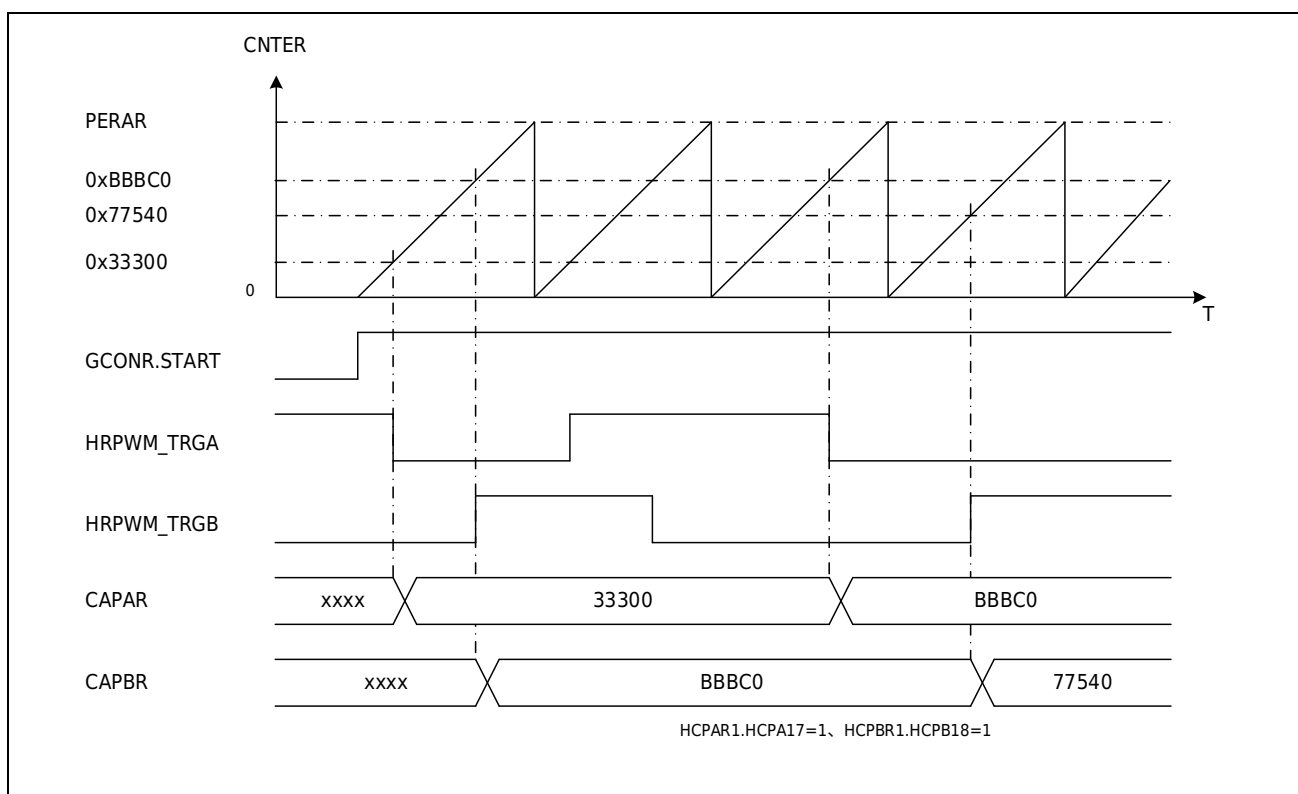 CNTER
PERAR
0xBBBC0
0x77540
0x33300
0
T
GCONR.START
HRPWM_TRGA
HRPWM_TRGB
CAPAR xxxx 33300 BBBC0
CAPBR xxxx BBBC0 77540
HCPAR1.HCPA17=1、HCPBR1.HCPB18=1